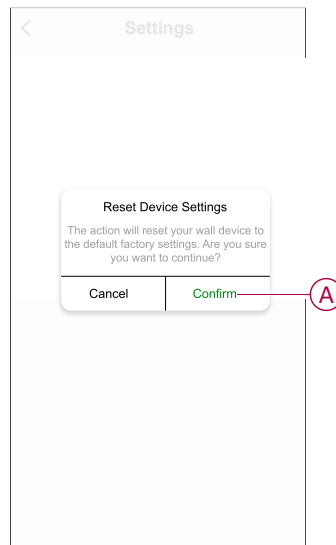 Settings
Reset Device Settings
The action will reset your wall device to
the default factory settings. Are you sure
you want to continue?
Cancel
Confirm
A